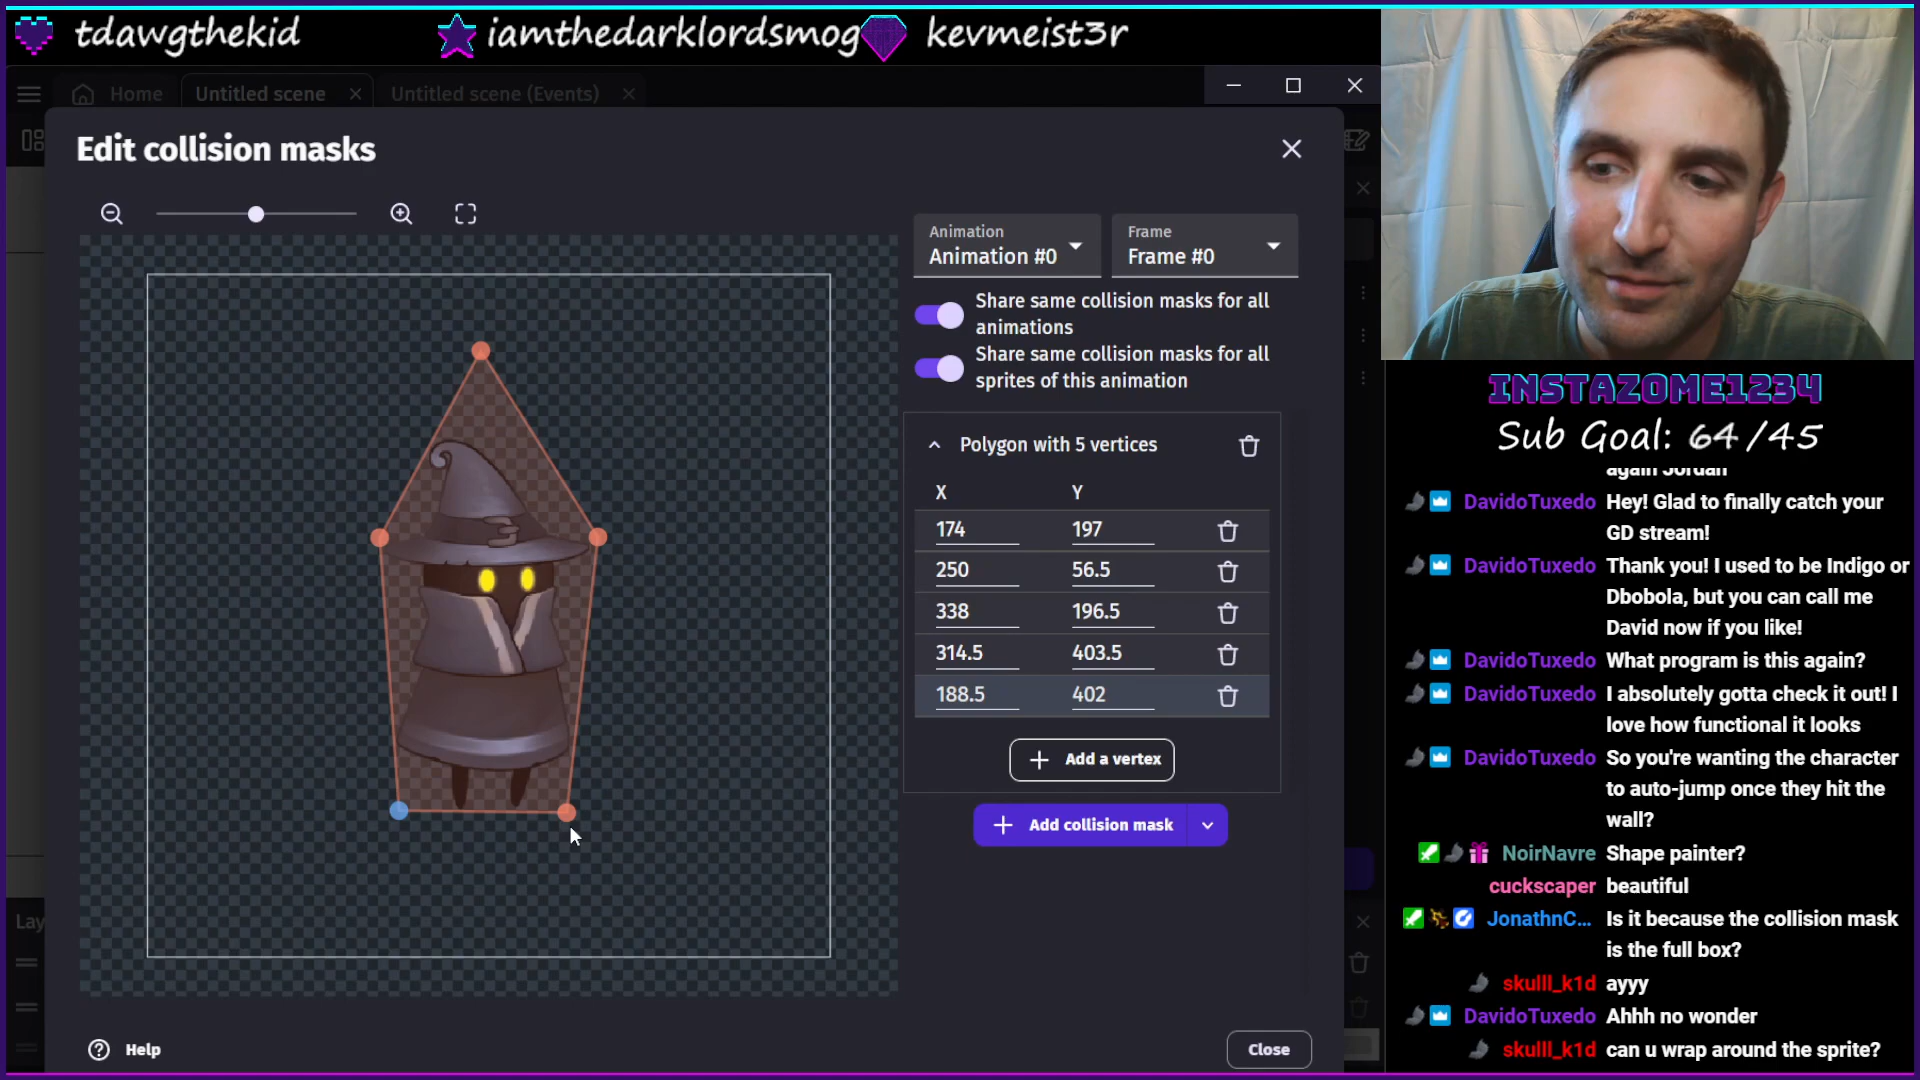 tdawgthekid
iamthedarklordsmog
kevmeist3r
Home
Untitled scene
Untitled scene (Events)
Edit collision masks
Animation
Animation #0
Frame
Frame #0
Share same collision masks for all
animations
Share same collision masks for all
sprites of this animation
Polygon with 5 vertices
X Y
174 197
250 56.5
338 196.5
314.5 403.5
188.5 402
Add a vertex
Add collision mask
Lay
Help
Close
INSTAZOME1234
Sub Goal: 64/45
again Jordan
DavidoTuxedo Hey! Glad to finally catch your
GD stream!
DavidoTuxedo Thank you! I used to be Indigo or
Dbobola, but you can call me
David now if you like!
DavidoTuxedo What program is this again?
DavidoTuxedo I absolutely gotta check it out! I
love how functional it looks
DavidoTuxedo So you're wanting the character
to auto-jump once they hit the
wall?
NoirNavre Shape painter?
cuckscaper beautiful
JonathnC... Is it because the collision mask
is the full box?
skulll_k1d ayyy
DavidoTuxedo Ahhh no wonder
skulll_k1d can u wrap around the sprite?